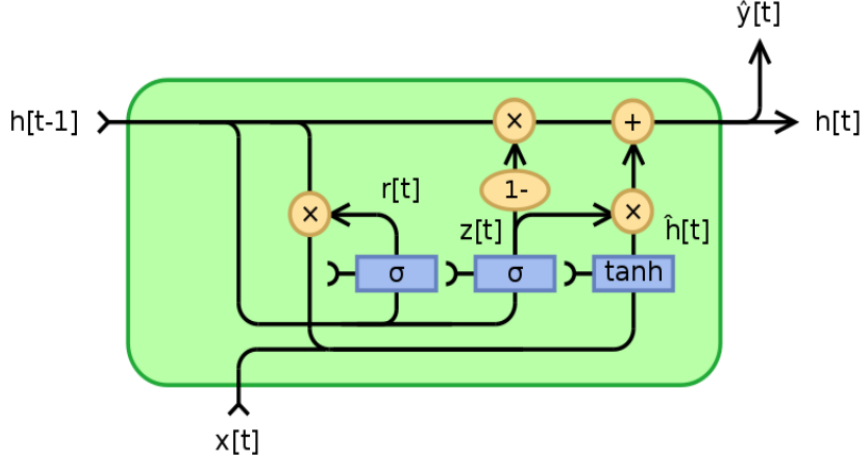 ŷ[t]
h[t-1]
×
+
h[t]
r[t]
1-
×
z[t]
×
ĥ[t]
σ
σ
tanh
x[t]